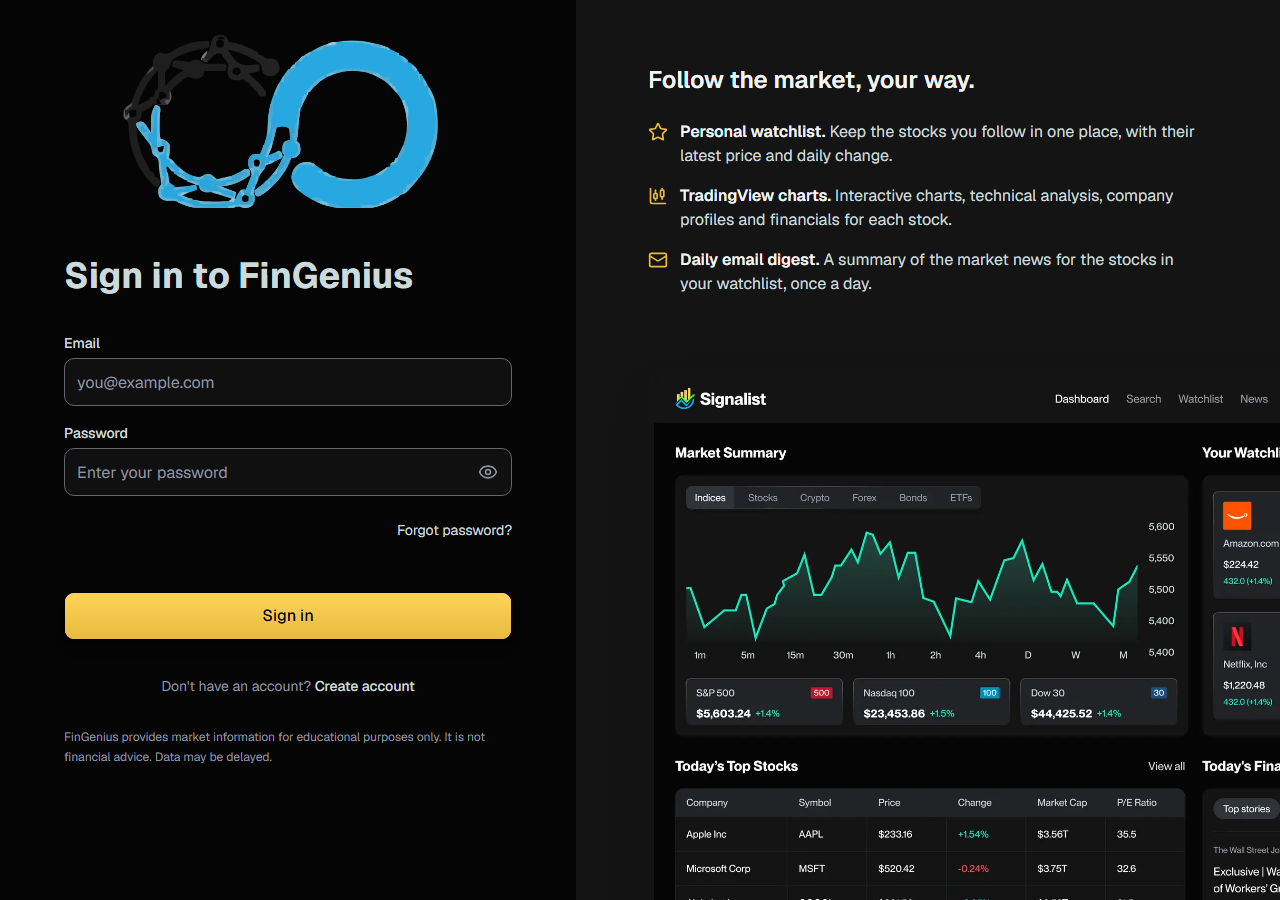 Sign in to FinGenius
Email
you@example.com
Password
Enter your password
Forgot password?
Sign in
Don't have an account? Create account
FinGenius provides market information for educational purposes only. It is not
financial advice. Data may be delayed.
Follow the market, your way.
Personal watchlist. Keep the stocks you follow in one place, with their
latest price and daily change.
TradingView charts. Interactive charts, technical analysis, company
profiles and financials for each stock.
Daily email digest. A summary of the market news for the stocks in
your watchlist, once a day.
Signalist
Dashboard Search Watchlist News
Market Summary
Indices Stocks Crypto Forex Bonds ETFs
5,600
5,550
5,500
5,400
5,400
1m 5m 15m 30m 1h 2h 4h D W M
S&P 500 500
$5,603.24 +1.4%
Nasdaq 100 100
$23,453.86 +1.5%
Dow 30 30
$44,425.52 +1.4%
Your
Amazon.com
$224.42
432.0 (+1.4%)
Netflix, Inc
$1,220.48
432.0 (+1.4%)
Today's Top Stocks View all
Company Symbol Price Change Market Cap P/E Ratio
Apple Inc AAPL $233.16 +1.54% $3.56T 35.5
Microsoft Corp MSFT $520.42 -0.24% $3.75T 32.6
Today's
Top stories
The Wall Street
Exclusive |
of Workers'